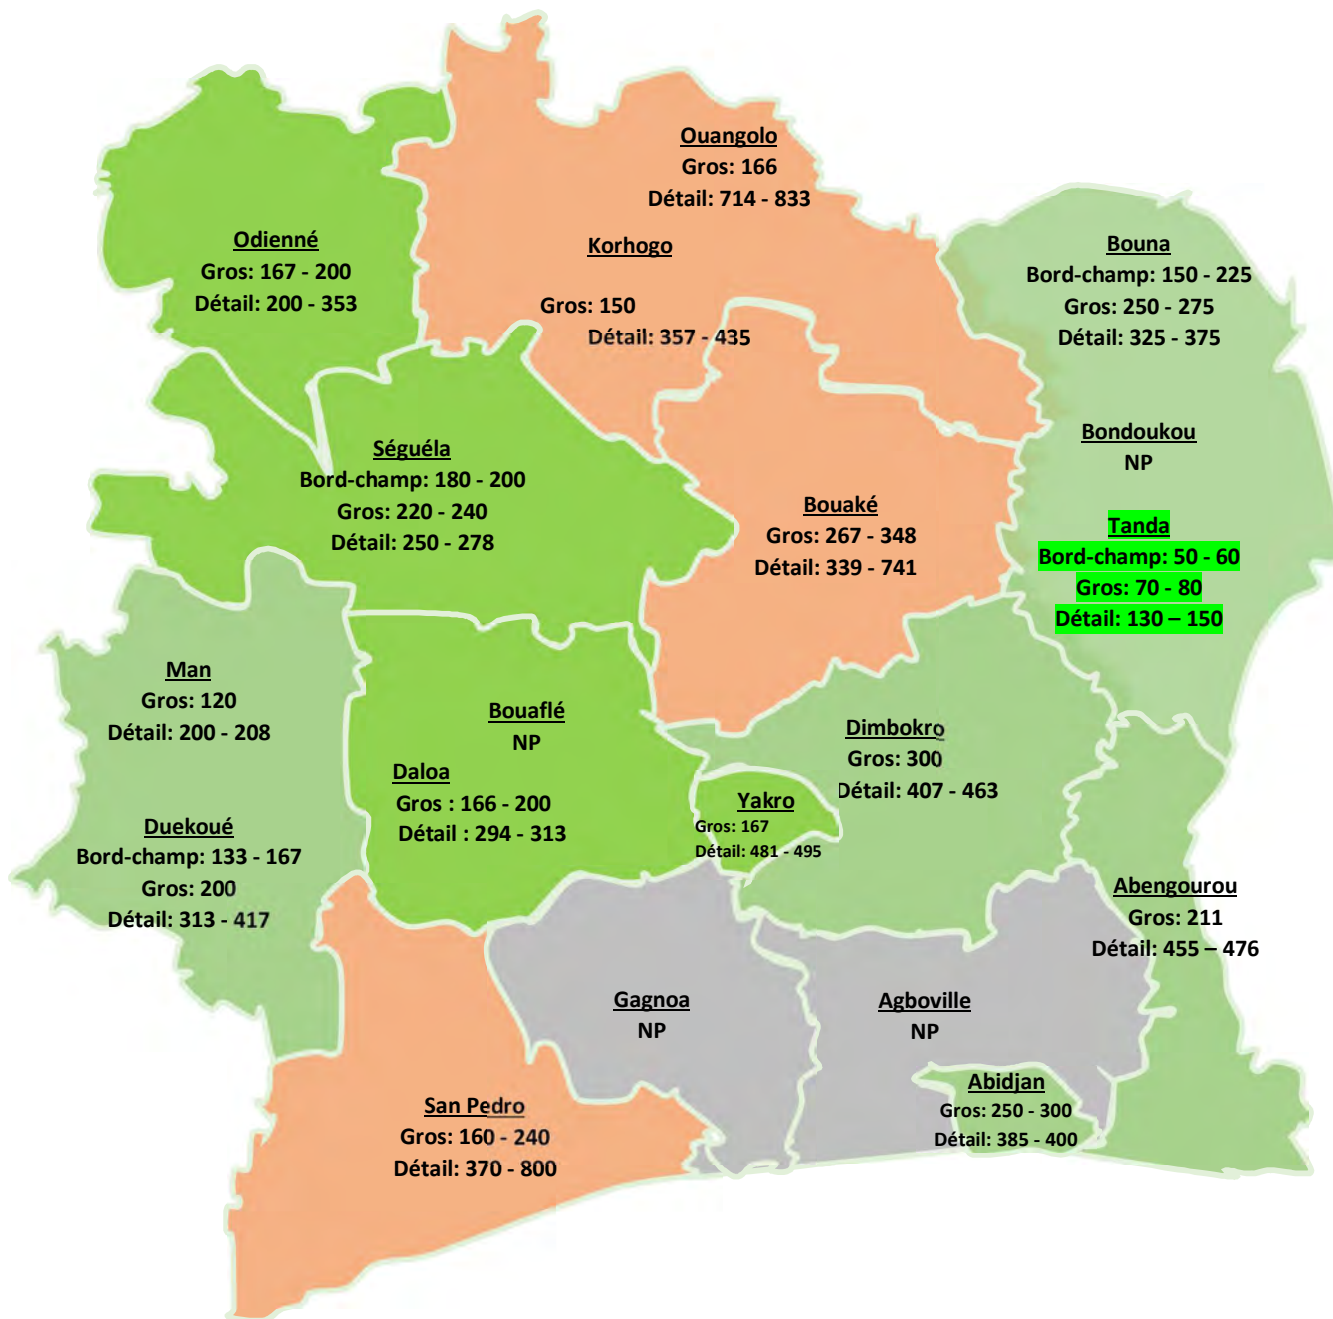 Ouangolo
Gros: 166
Détail: 714 - 833
Odienné
Gros: 167 - 200
Détail: 200 - 353
Korhogo
Gros: 150
Détail: 357 - 435
Bouna
Bord-champ: 150 - 225
Gros: 250 - 275
Détail: 325 - 375
Bondoukou
NP
Tanda
Bord-champ: 50 - 60
Gros: 70 - 80
Détail: 130 – 150
Séguéla
Bord-champ: 180 - 200
Gros: 220 - 240
Détail: 250 - 278
Bouaké
Gros: 267 - 348
Détail: 339 - 741
Man
Gros: 120
Détail: 200 - 208
Bouaflé
NP
Daloa
Gros : 166 - 200
Détail : 294 - 313
Dimbokro
Gros: 300
Détail: 407 - 463
Yakro
Gros: 167
Détail: 481 - 495
Duekoué
Bord-champ: 133 - 167
Gros: 200
Détail: 313 - 417
Abengourou
Gros: 211
Détail: 455 – 476
Gagnoa
NP
Agboville
NP
Abidjan
Gros: 250 - 300
Détail: 385 - 400
San Pedro
Gros: 160 - 240
Détail: 370 - 800